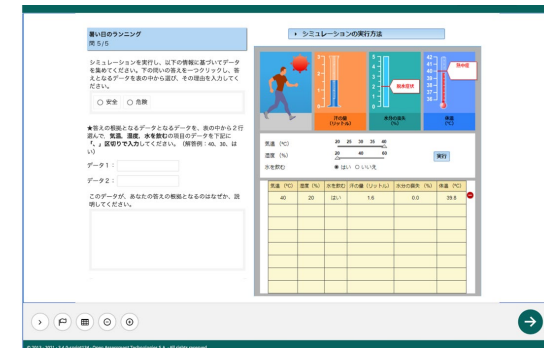 暑い日のランニング
問 5/5
シミュレーションを実行し、以下の情報に基づいてデータ
を集めてください。下の問いの答えを一つクリックし、答
えとなるデータを表の中から選び、その理由を入力してく
ださい。
安全 危険
★答えの根拠となるデータとなるデータを、表の中から2行
選んで、気温、湿度、水を飲むの項目のデータを下記に
「、」区切りで入力してください。（解答例：40、30、は
い）
データ1：
データ2：
このデータが、あなたの答えの根拠となるのはなぜか、説
明してください。
シミュレーションの実行方法
脱水症状
熱中症
汗の量
(リットル)
水分の損失
(%)
体温
(°C)
気温 (°C) 20 25 30 35 40
湿度 (%) 20 40 60
水を飲む はい いいえ
実行
気温 (°C) 湿度 (%) 水を飲む 汗の量 (リットル) 水分の損失 (%) 体温 (°C)
40 20 はい 1.6 0.0 39.8